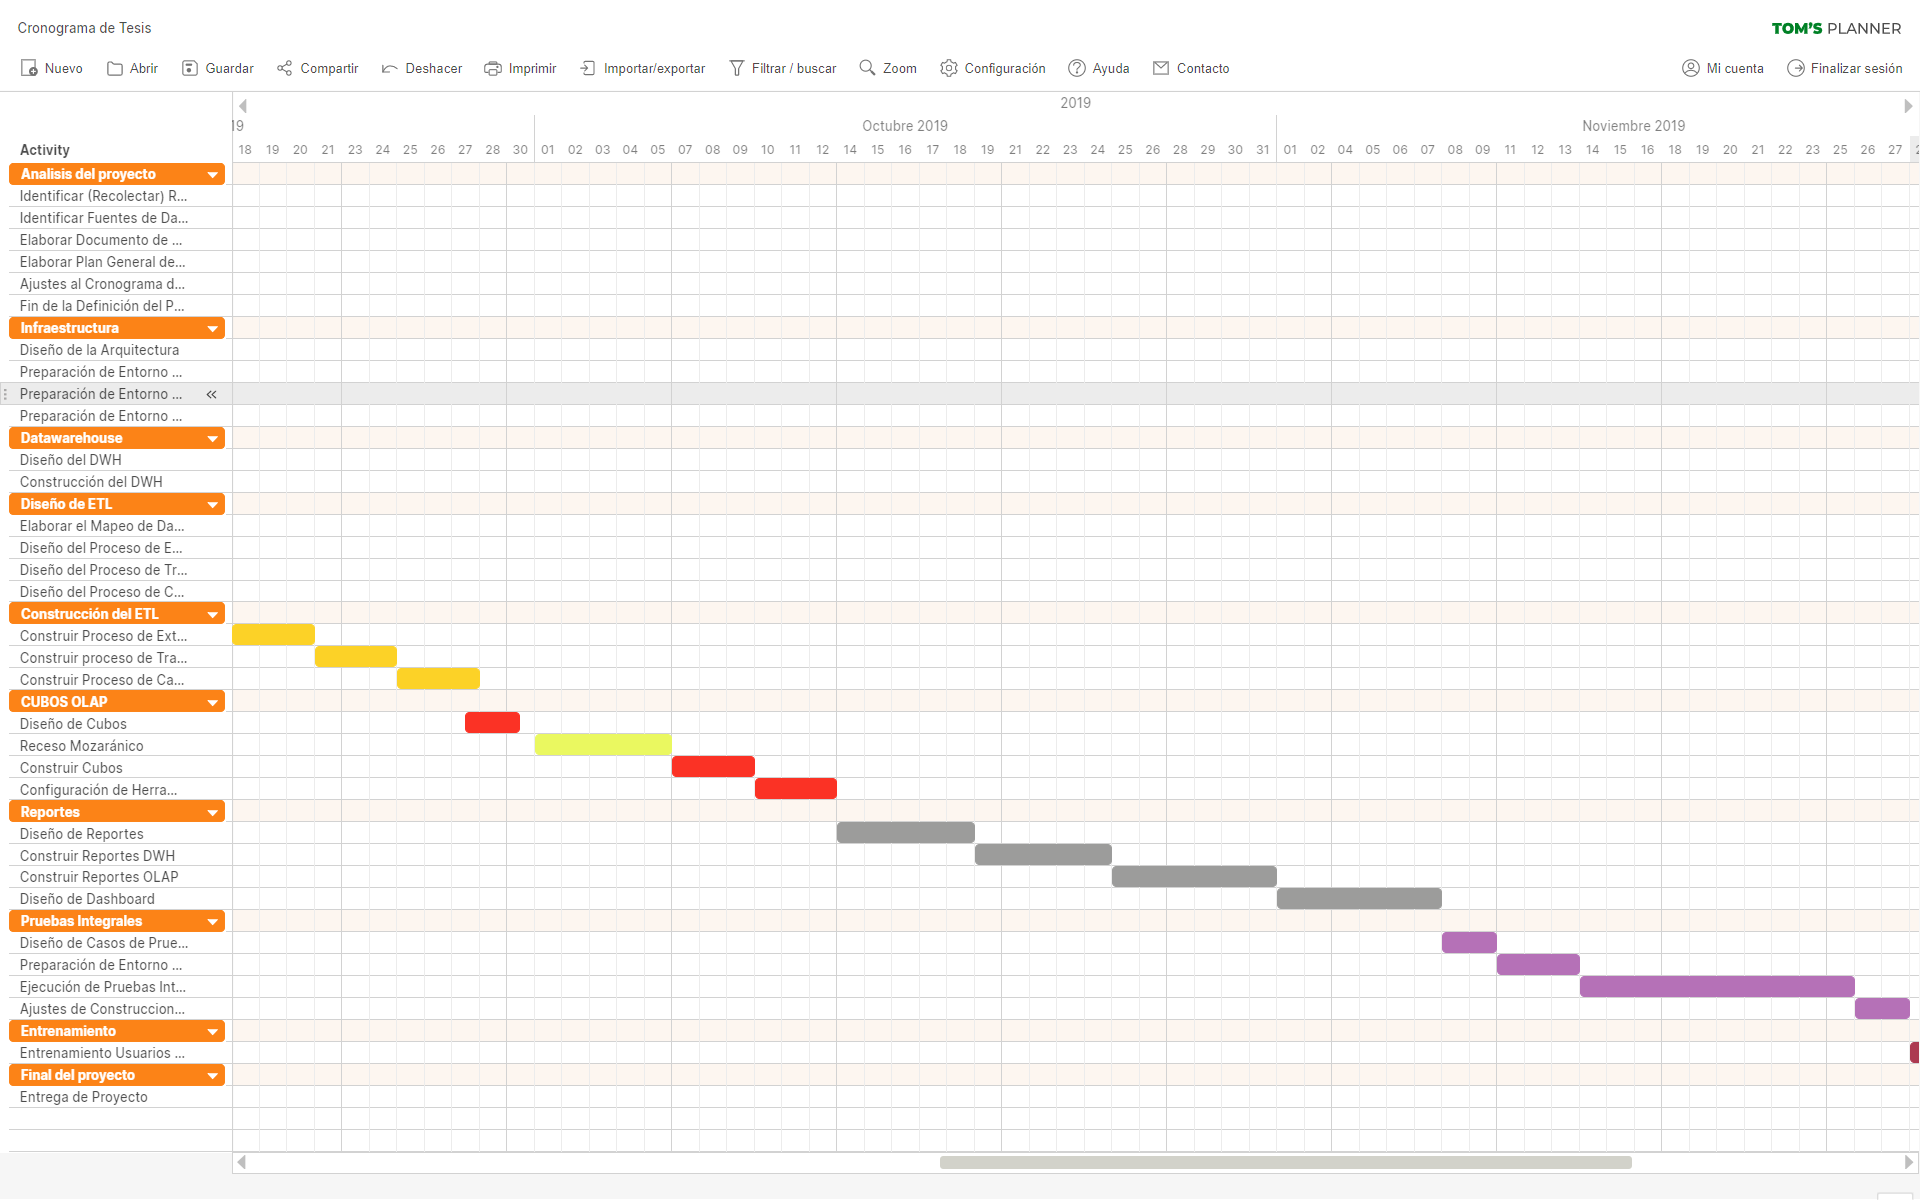 Cronograma de Tesis
TOM'S PLANNER
Nuevo Abrir Guardar Compartir Deshacer Imprimir Importar/exportar Filtrar / buscar Zoom Configuración Ayuda Contacto Mi cuenta Finalizar sesión
2019
19 Octubre 2019 Noviembre 2019
Activity 18 19 20 21 23 24 25 26 27 28 30 01 02 03 04 05 07 08 09 10 11 12 14 15 16 17 18 19 21 22 23 24 25 26 28 29 30 31 01 02 04 05 06 07 08 09 11 12 13 14 15 16 18 19 20 21 22 23 25 26 27
Analisis del proyecto
Identificar (Recolectar) R...
Identificar Fuentes de Da...
Elaborar Documento de ...
Elaborar Plan General de...
Ajustes al Cronograma d...
Fin de la Definición del P...
Infraestructura
Diseño de la Arquitectura
Preparación de Entorno ...
Preparación de Entorno ... «
Preparación de Entorno ...
Datawarehouse
Diseño del DWH
Construcción del DWH
Diseño de ETL
Elaborar el Mapeo de Da...
Diseño del Proceso de E...
Diseño del Proceso de Tr...
Diseño del Proceso de C...
Construcción del ETL
Construir Proceso de Ext...
Construir proceso de Tra...
Construir Proceso de Ca...
CUBOS OLAP
Diseño de Cubos
Receso Mozaránico
Construir Cubos
Configuración de Herra...
Reportes
Diseño de Reportes
Construir Reportes DWH
Construir Reportes OLAP
Diseño de Dashboard
Pruebas Integrales
Diseño de Casos de Prue...
Preparación de Entorno ...
Ejecución de Pruebas Int...
Ajustes de Construccion...
Entrenamiento
Entrenamiento Usuarios ...
Final del proyecto
Entrega de Proyecto